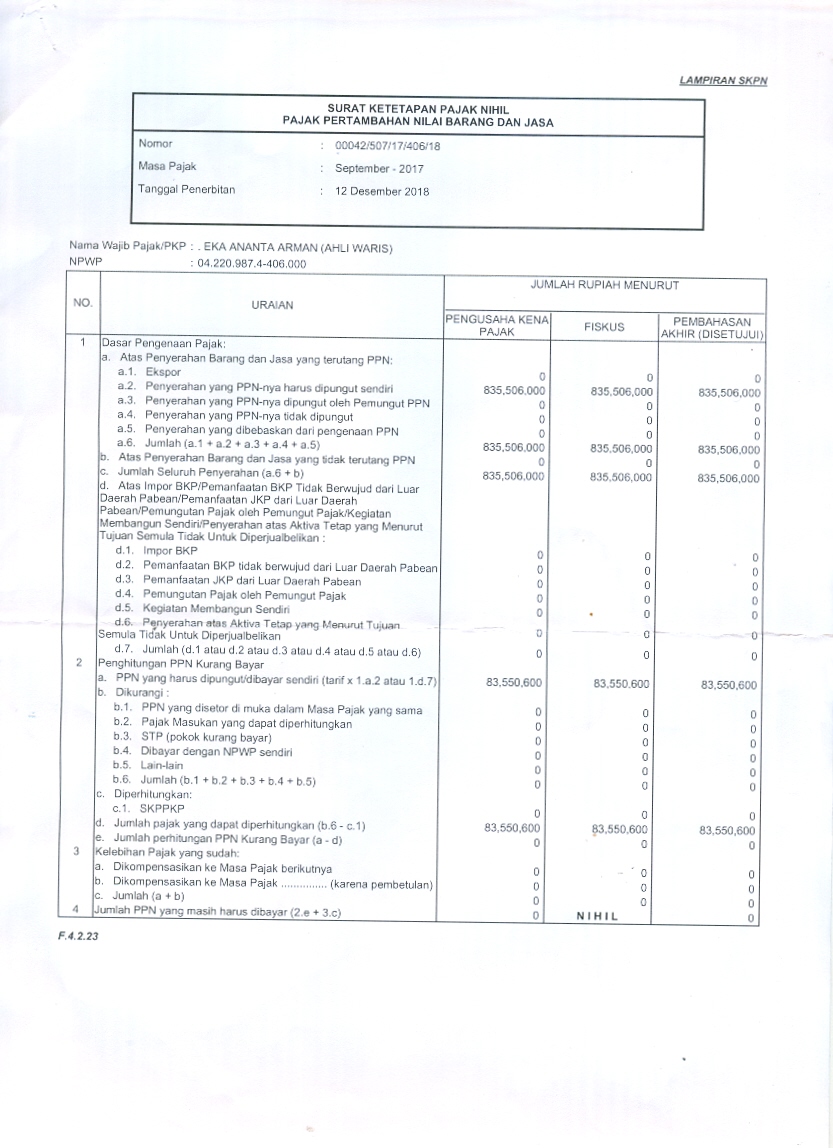 LAMPIRAN SKPN
SURAT KETETAPAN PAJAK NIHIL
PAJAK PERTAMBAHAN NILAI BARANG DAN JASA
Nomor : 00042/507/17/406/18
Masa Pajak : September - 2017
Tanggal Penerbitan : 12 Desember 2018
Nama Wajib Pajak/PKP : . EKA ANANTA ARMAN (AHLI WARIS)
NPWP : 04.220.987.4-406.000
NO. URAIAN JUMLAH RUPIAH MENURUT
PENGUSAHA KENA PAJAK FISKUS PEMBAHASAN AKHIR (DISETUJUI)
1 Dasar Pengenaan Pajak:
a. Atas Penyerahan Barang dan Jasa yang terutang PPN:
a.1. Ekspor 0 0 0
a.2. Penyerahan yang PPN-nya harus dipungut sendiri 835,506,000 835,506,000 835,506,000
a.3. Penyerahan yang PPN-nya dipungut oleh Pemungut PPN 0 0 0
a.4. Penyerahan yang PPN-nya tidak dipungut 0 0 0
a.5. Penyerahan yang dibebaskan dari pengenaan PPN 0 0 0
a.6. Jumlah (a.1 + a.2 + a.3 + a.4 + a.5) 835,506,000 835,506,000 835,506,000
b. Atas Penyerahan Barang dan Jasa yang tidak terutang PPN 0 0 0
c. Jumlah Seluruh Penyerahan (a.6 + b) 835,506,000 835,506,000 835,506,000
d. Atas Impor BKP/Pemanfaatan BKP Tidak Berwujud dari Luar
Daerah Pabean/Pemanfaatan JKP dari Luar Daerah
Pabean/Pemungutan Pajak oleh Pemungut Pajak/Kegiatan
Membangun Sendiri/Penyerahan atas Aktiva Tetap yang Menurut
Tujuan Semula Tidak Untuk Diperjualbelikan :
d.1. Impor BKP 0 0 0
d.2. Pemanfaatan BKP tidak berwujud dari Luar Daerah Pabean 0 0 0
d.3. Pemanfaatan JKP dari Luar Daerah Pabean 0 0 0
d.4. Pemungutan Pajak oleh Pemungut Pajak 0 0 0
d.5. Kegiatan Membangun Sendiri 0 0 0
d.6. Penyerahan atas Aktiva Tetap yang Menurut Tujuan
Semula Tidak Untuk Diperjualbelikan 0 0 0
d.7. Jumlah (d.1 atau d.2 atau d.3 atau d.4 atau d.5 atau d.6) 0 0 0
2 Penghitungan PPN Kurang Bayar
a. PPN yang harus dipungut/dibayar sendiri (tarif x 1.a.2 atau 1.d.7) 83,550,600 83,550,600 83,550,600
b. Dikurangi :
b.1. PPN yang disetor di muka dalam Masa Pajak yang sama 0 0 0
b.2. Pajak Masukan yang dapat diperhitungkan 0 0 0
b.3. STP (pokok kurang bayar) 0 0 0
b.4. Dibayar dengan NPWP sendiri 0 0 0
b.5. Lain-lain 0 0 0
b.6. Jumlah (b.1 + b.2 + b.3 + b.4 + b.5) 0 0 0
c. Diperhitungkan:
c.1. SKPPKP 0 0 0
d. Jumlah pajak yang dapat diperhitungkan (b.6 - c.1) 83,550,600 83,550,600 83,550,600
e. Jumlah perhitungan PPN Kurang Bayar (a - d) 0 0 0
3 Kelebihan Pajak yang sudah:
a. Dikompensasikan ke Masa Pajak berikutnya 0 0 0
b. Dikompensasikan ke Masa Pajak ............... (karena pembetulan) 0 0 0
c. Jumlah (a + b) 0 0 0
4 Jumlah PPN yang masih harus dibayar (2.e + 3.c) 0 NIHIL 0
F.4.2.23